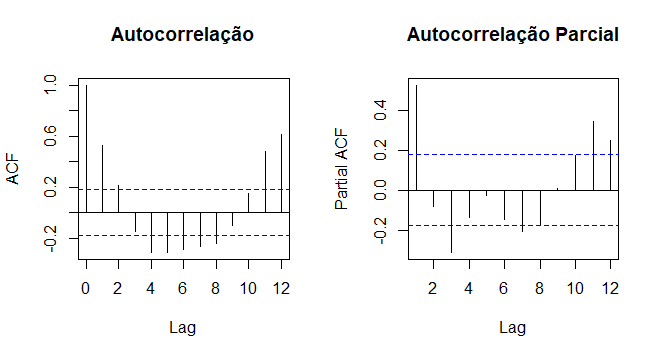 Autocorrelação
ACF
1.0
0.6
0.2
-0.2
0 2 4 6 8 10 12
Lag
Autocorrelação Parcial
Partial ACF
0.4
0.2
0.0
-0.2
2 4 6 8 10 12
Lag